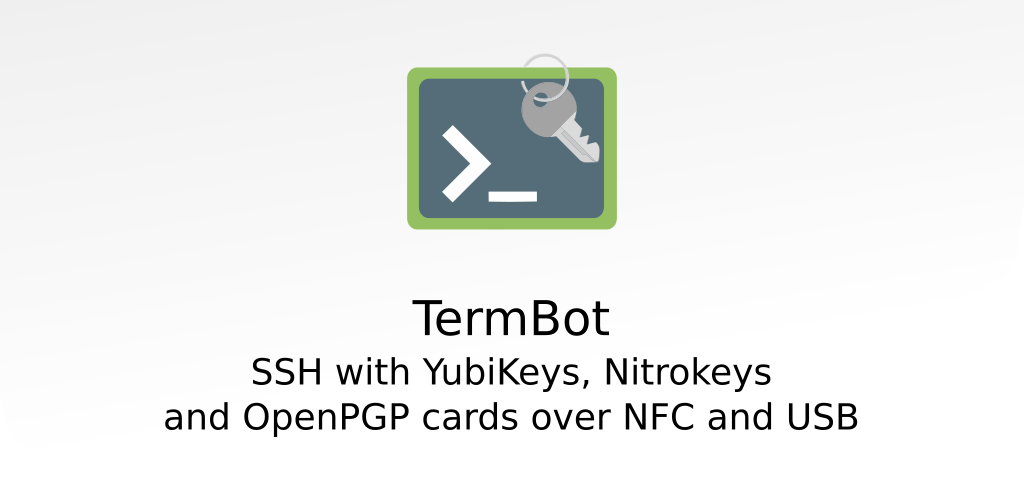 >_
TermBot
SSH with YubiKeys, Nitrokeys
and OpenPGP cards over NFC and USB